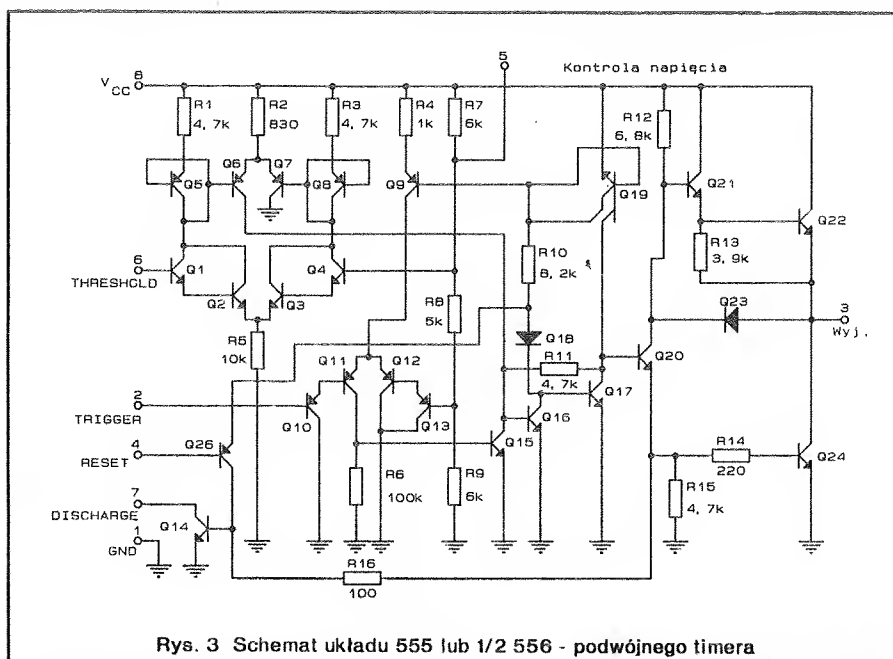 5
Kontrola napięcia
8
V CC
R1
4, 7k
R2
830
R3
4, 7k
R4
1k
R7
6k
R12
6, 8k
Q5
Q6
Q7
Q8
Q9
Q19
Q21
Q22
R13
3, 9k
6
THRESHOLD
Q1
Q2
Q3
Q4
R10
8, 2k
R8
5k
Q18
Q23
3
Wyj.
R5
10k
Q11
Q12
R11
4, 7k
Q20
2
TRIGGER
Q10
Q13
Q16
Q17
4
RESET
Q26
Q15
R14
220
Q24
R6
100k
R9
6k
R15
4, 7k
7
DISCHARGE
Q14
1
GND
R16
100
Rys. 3 Schemat układu 555 lub 1/2 556 - podwójnego timera